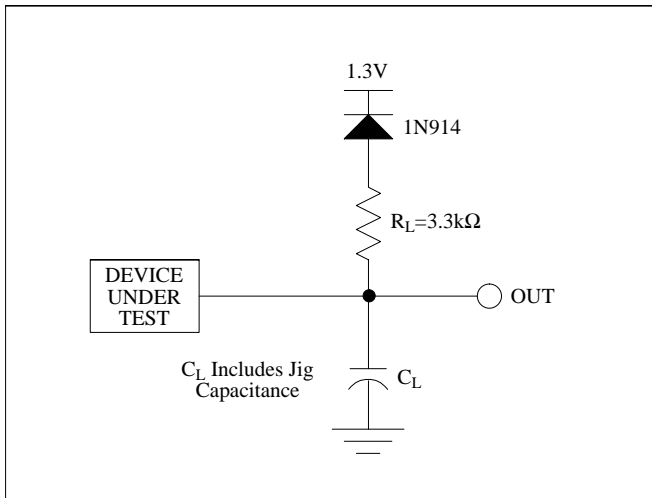 1.3V
1N914
R_L=3.3kΩ
DEVICE
UNDER
TEST
OUT
C_L Includes Jig
Capacitance
C_L